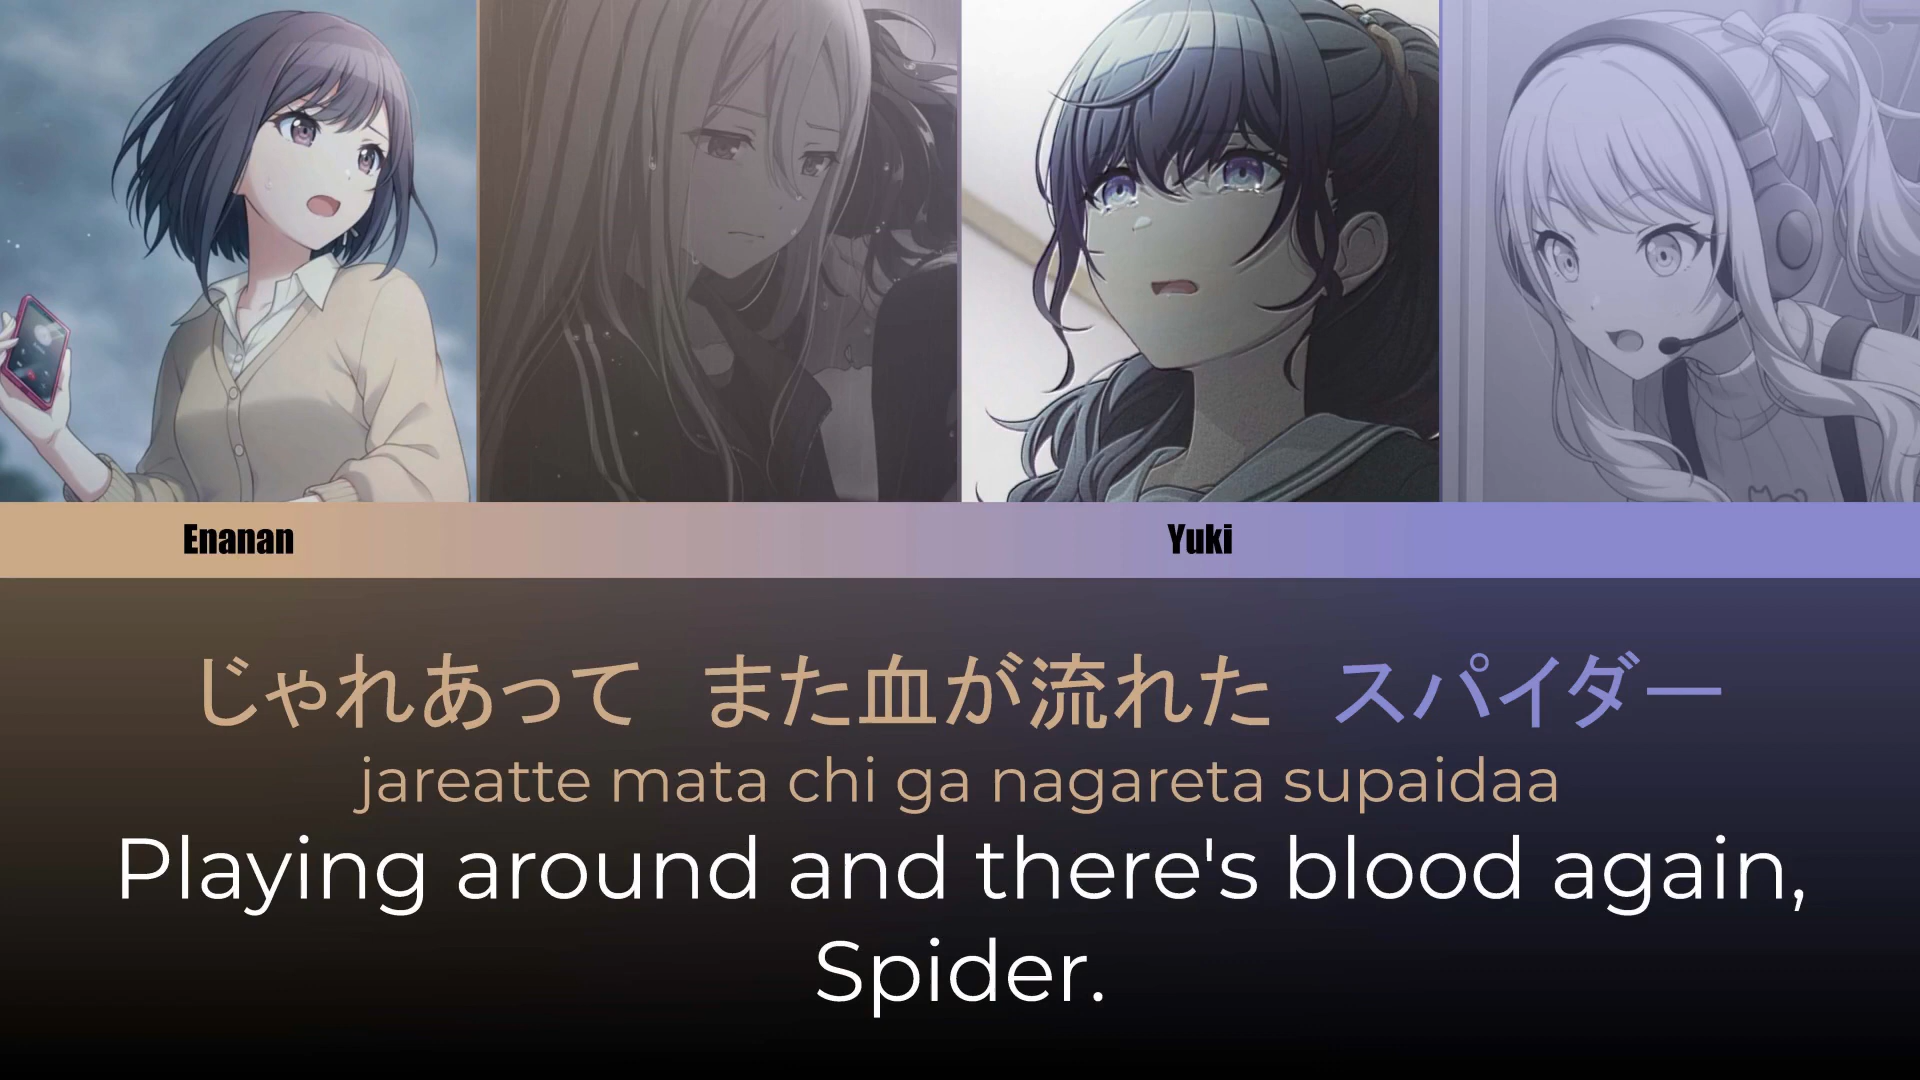 Enanan
Yuki
じゃれあって　また血が流れた　スパイダー
jareatte mata chi ga nagareta supaidaa
Playing around and there's blood again,
Spider.